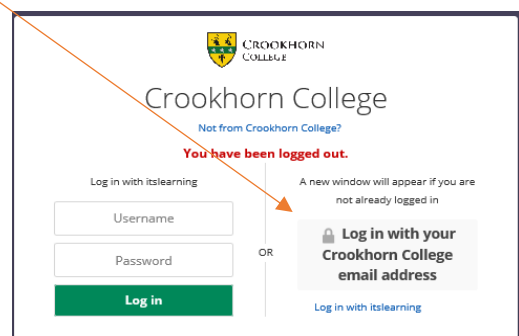 CROOKHORN
COLLEGE
Crookhorn College
Not from Crookhorn College?
You have been logged out.
Log in with itslearning
Username
Password
Log in
OR
A new window will appear if you are
not already logged in
Log in with your
Crookhorn College
email address
Log in with itslearning